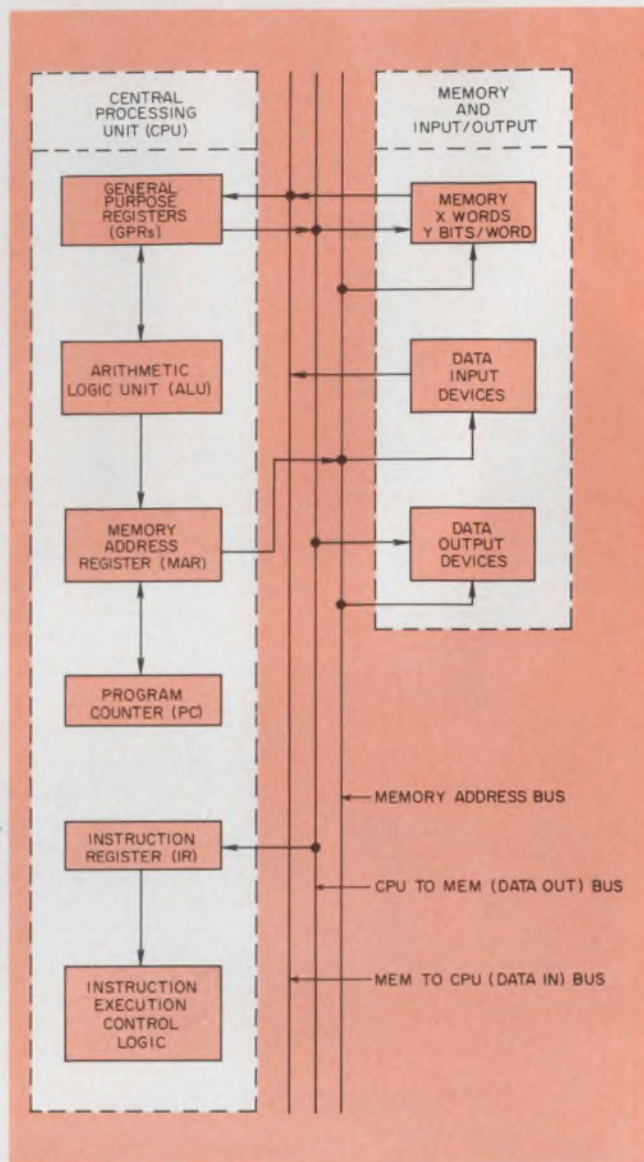 CENTRAL
PROCESSING
UNIT (CPU)
MEMORY
AND
INPUT/OUTPUT
GENERAL
PURPOSE
REGISTERS
(GPRs)
MEMORY
X WORDS
Y BITS/WORD
ARITHMETIC
LOGIC UNIT (ALU)
DATA
INPUT
DEVICES
MEMORY
ADDRESS
REGISTER (MAR)
DATA
OUTPUT
DEVICES
PROGRAM
COUNTER (PC)
MEMORY ADDRESS BUS
INSTRUCTION
REGISTER (IR)
CPU TO MEM (DATA OUT) BUS
MEM TO CPU (DATA IN) BUS
INSTRUCTION
EXECUTION
CONTROL
LOGIC